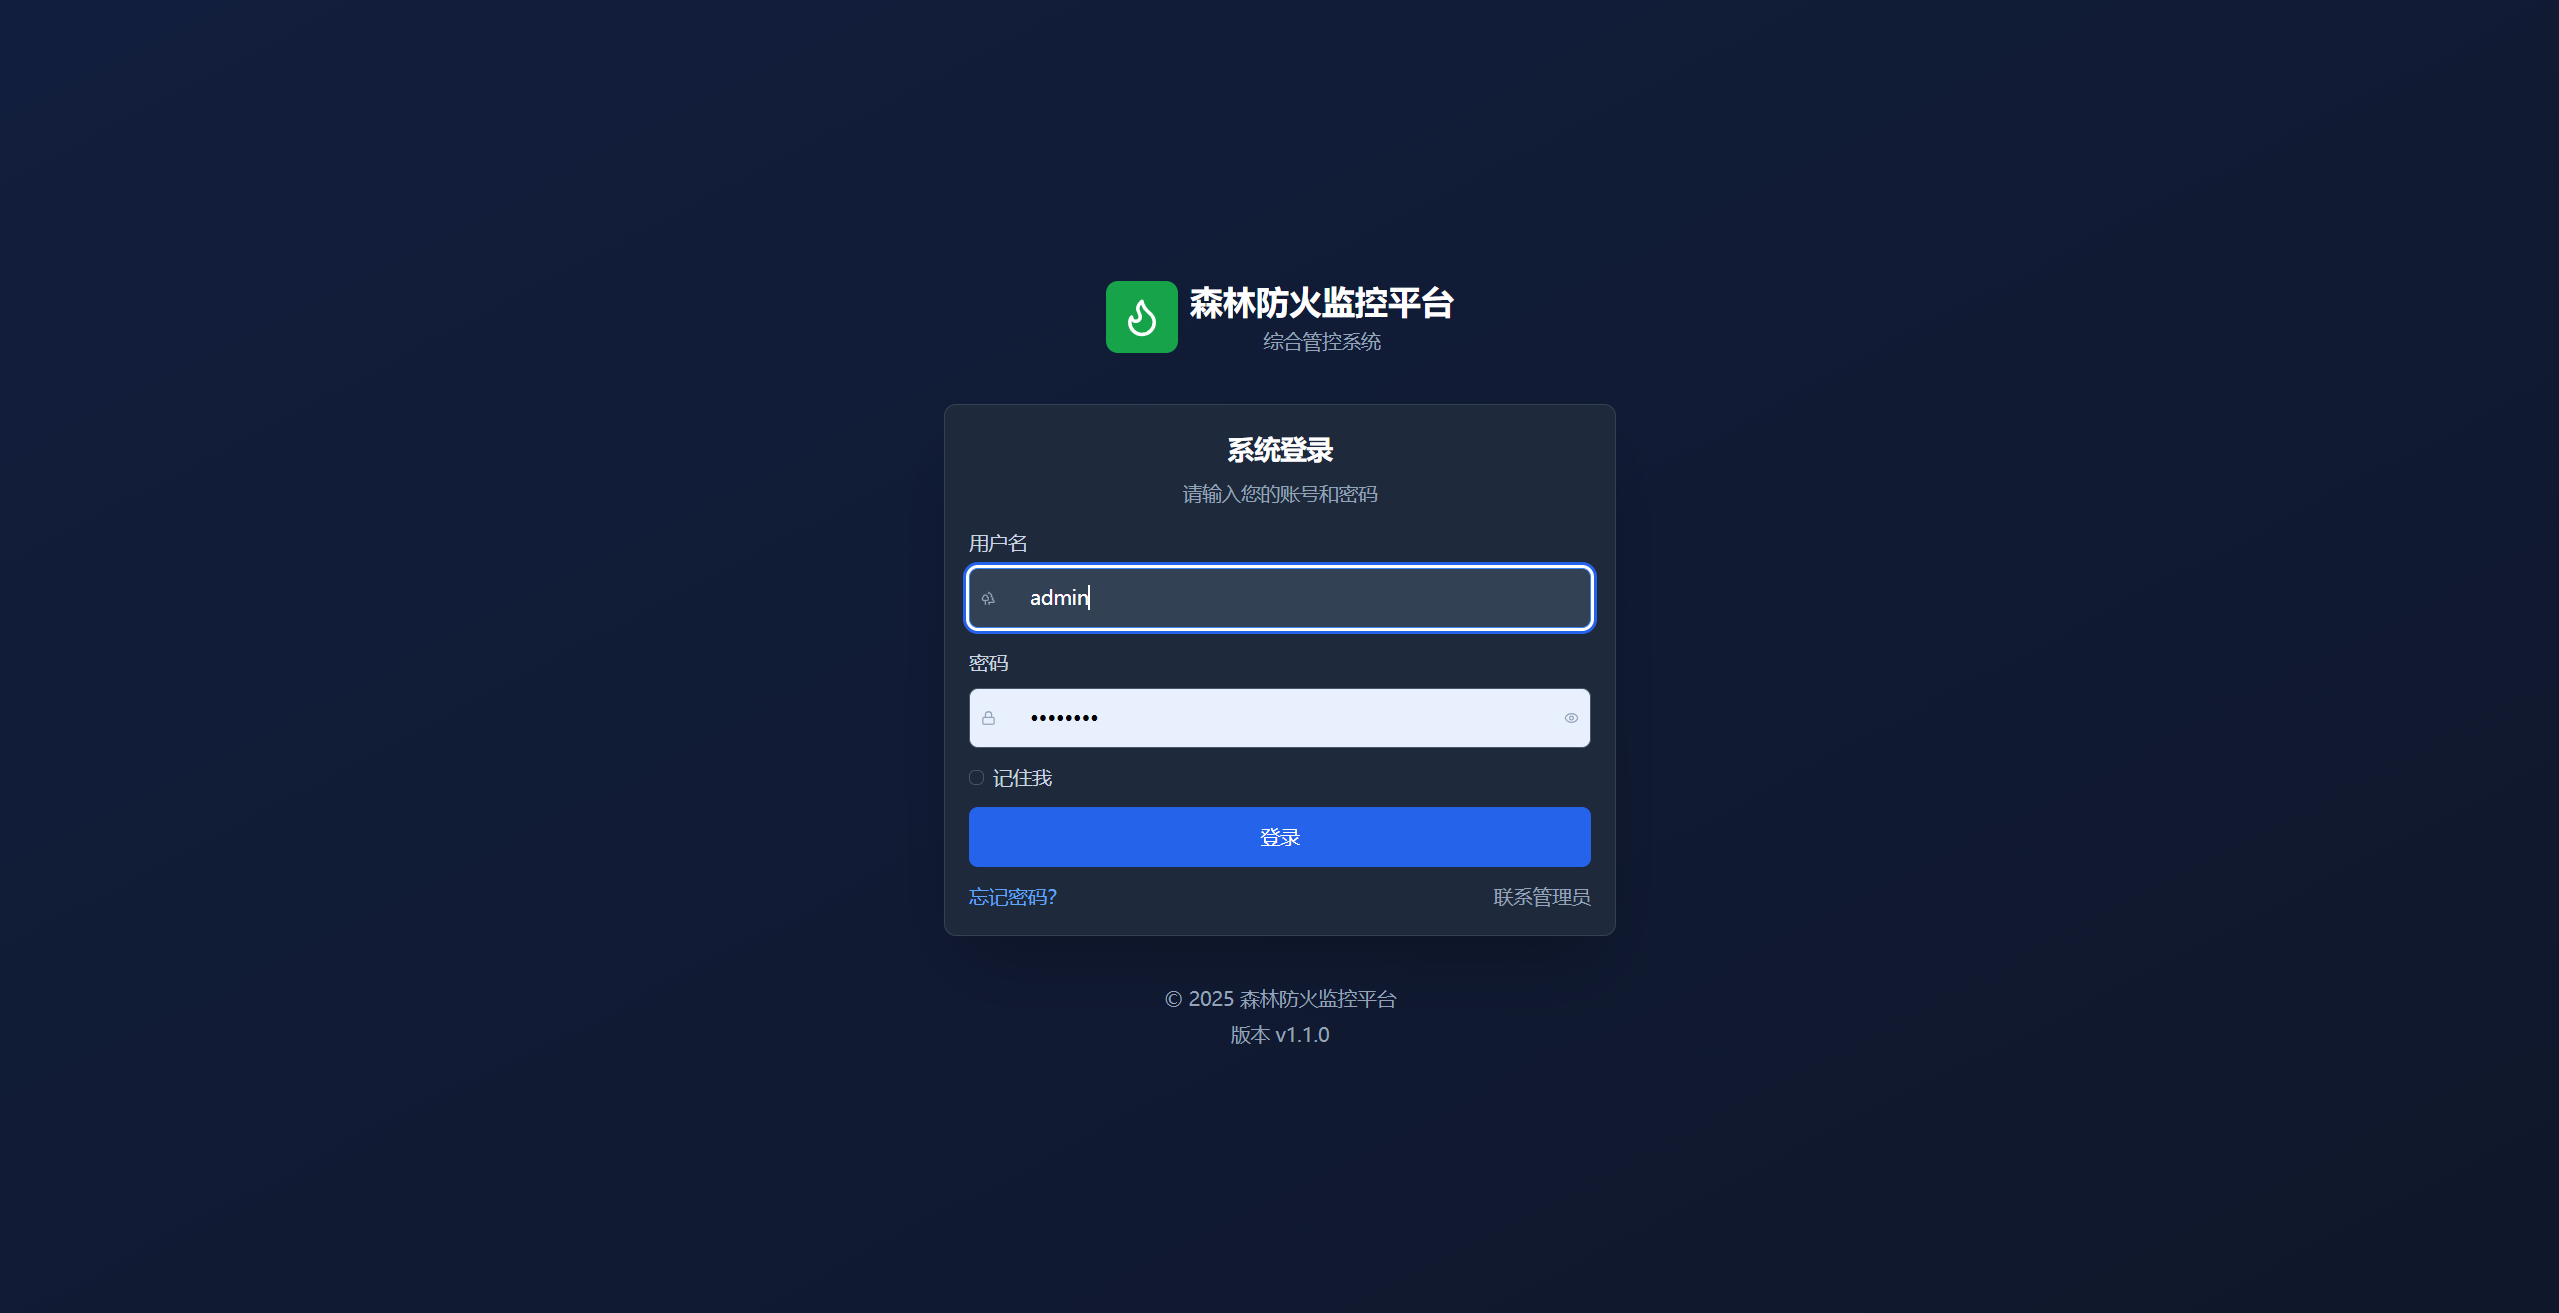 森林防火监控平台
综合管控系统
系统登录
请输入您的账号和密码
用户名
admin
密码
••••••••
记住我
登录
忘记密码?
联系管理员
© 2025 森林防火监控平台
版本 v1.1.0